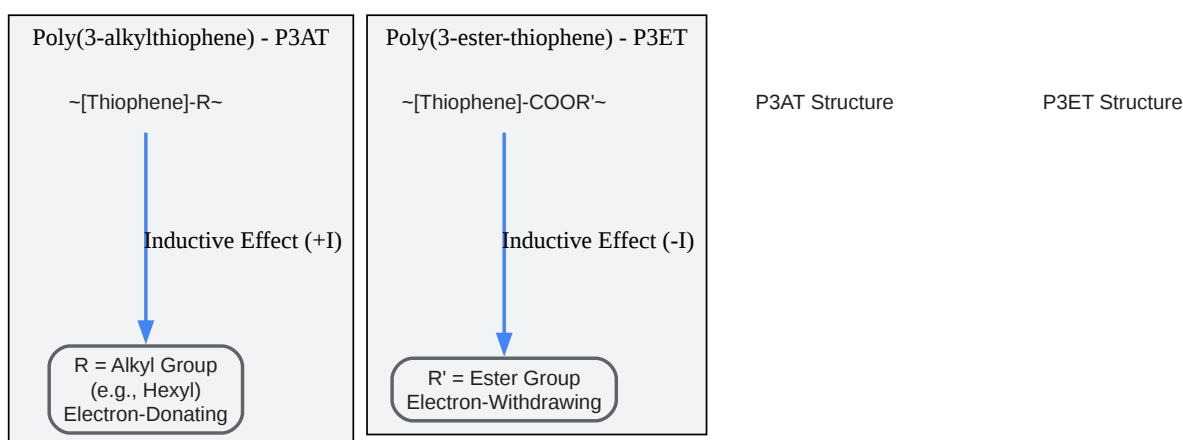 Poly(3-alkylthiophene) - P3AT
~[Thiophene]-R~
Inductive Effect (+I)
R = Alkyl Group
(e.g., Hexyl)
Electron-Donating
Poly(3-ester-thiophene) - P3ET
~[Thiophene]-COOR'~
Inductive Effect (-I)
R' = Ester Group
Electron-Withdrawing
P3AT Structure
P3ET Structure